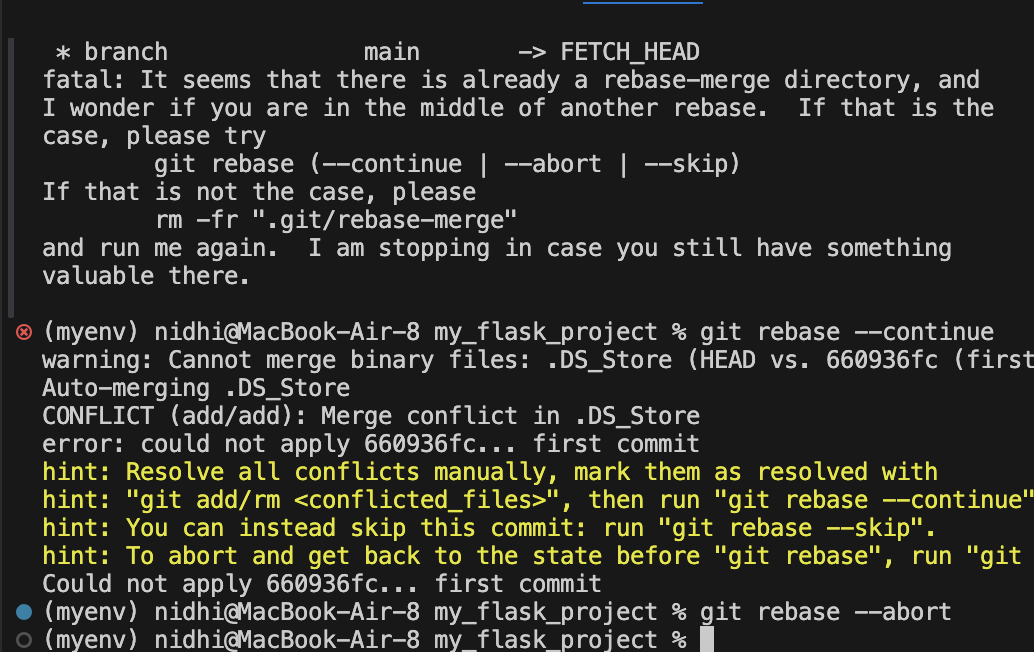 * branch            main       -> FETCH_HEAD
fatal: It seems that there is already a rebase-merge directory, and
I wonder if you are in the middle of another rebase.  If that is the
case, please try
        git rebase (--continue | --abort | --skip)
If that is not the case, please
        rm -fr ".git/rebase-merge"
and run me again.  I am stopping in case you still have something
valuable there.
(myenv) nidhi@MacBook-Air-8 my_flask_project % git rebase --continue
warning: Cannot merge binary files: .DS_Store (HEAD vs. 660936fc (first
Auto-merging .DS_Store
CONFLICT (add/add): Merge conflict in .DS_Store
error: could not apply 660936fc... first commit
hint: Resolve all conflicts manually, mark them as resolved with
hint: "git add/rm <conflicted_files>", then run "git rebase --continue"
hint: You can instead skip this commit: run "git rebase --skip".
hint: To abort and get back to the state before "git rebase", run "git
Could not apply 660936fc... first commit
(myenv) nidhi@MacBook-Air-8 my_flask_project % git rebase --abort
(myenv) nidhi@MacBook-Air-8 my_flask_project %